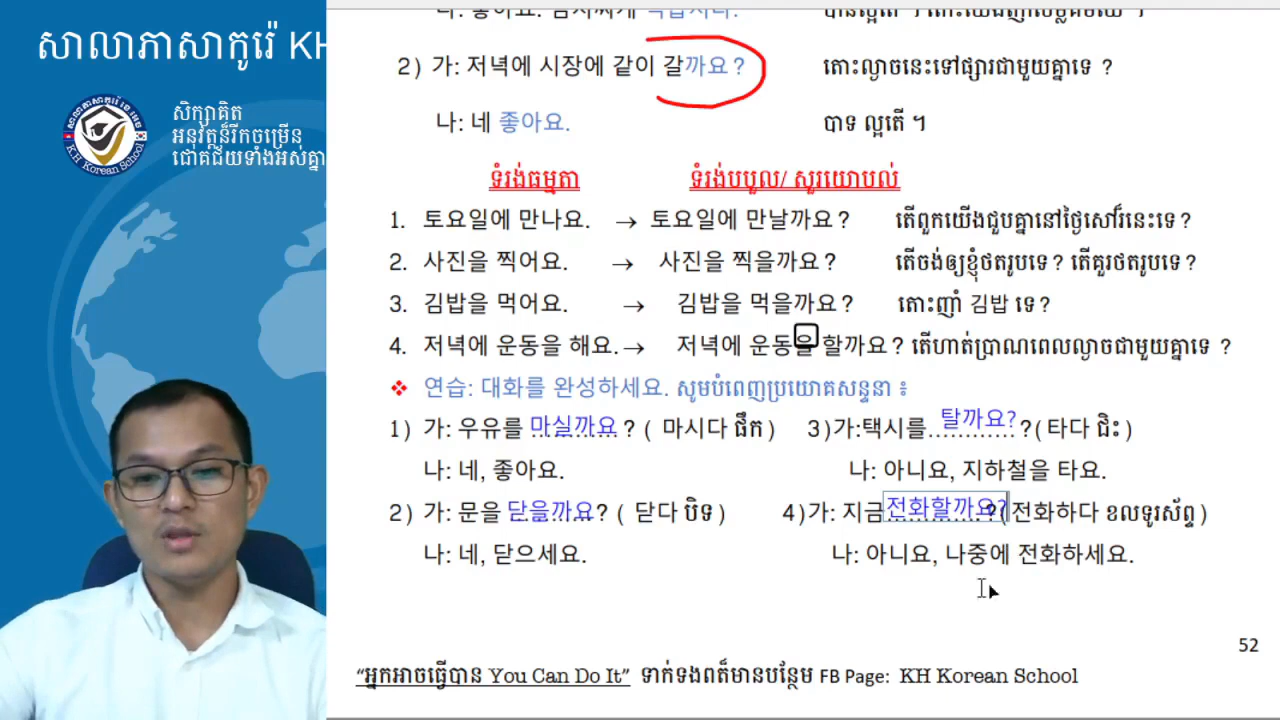 សាលាភាសាកូរ៉េ KH
សិក្សាគិត
អនុវត្តន៍រីកចម្រើន
ជោគជ័យទាំងអស់គ្នា
K.H Korean School
2) 가: 저녁에 시장에 같이 갈까요? តោះល្ងាចនេះទៅផ្សារជាមួយគ្នាទេ ?
나: 네 좋아요. បាទ ល្អតើ ។
ទំរង់ធម្មតា ទំរង់បបួល/ សួរយោបល់
1. 토요일에 만나요. → 토요일에 만날까요? តើពួកយើងជួបគ្នានៅថ្ងៃសៅរ៍នេះទេ?
2. 사진을 찍어요. → 사진을 찍을까요? តើចង់ឲ្យខ្ញុំថតរូបទេ? តើគួរថតរូបទេ?
3. 김밥을 먹어요. → 김밥을 먹을까요? តោះញ៉ាំ 김밥 ទេ?
4. 저녁에 운동을 해요. → 저녁에 운동을 할까요? តើហាត់ប្រាណពេលល្ងាចជាមួយគ្នាទេ ?
❖ 연습: 대화를 완성하세요. សូមបំពេញប្រយោគសន្ទនា ៖
1) 가: 우유를 마실까요? ( 마시다 ផឹក ) 3)가:택시를 탈까요?............?( 타다 ជិះ )
나: 네, 좋아요. 나: 아니요, 지하철을 타요.
2) 가: 문을 닫을까요? ( 닫다 បិទ ) 4)가: 지금 전화할까요?............?( 전화하다 ខលទូរស័ព្ទ )
나: 네, 닫으세요. 나: 아니요, 나중에 전화하세요.
52
“អ្នកអាចធ្វើបាន You Can Do It” ទាក់ទងពត៌មានបន្ថែម FB Page: KH Korean School